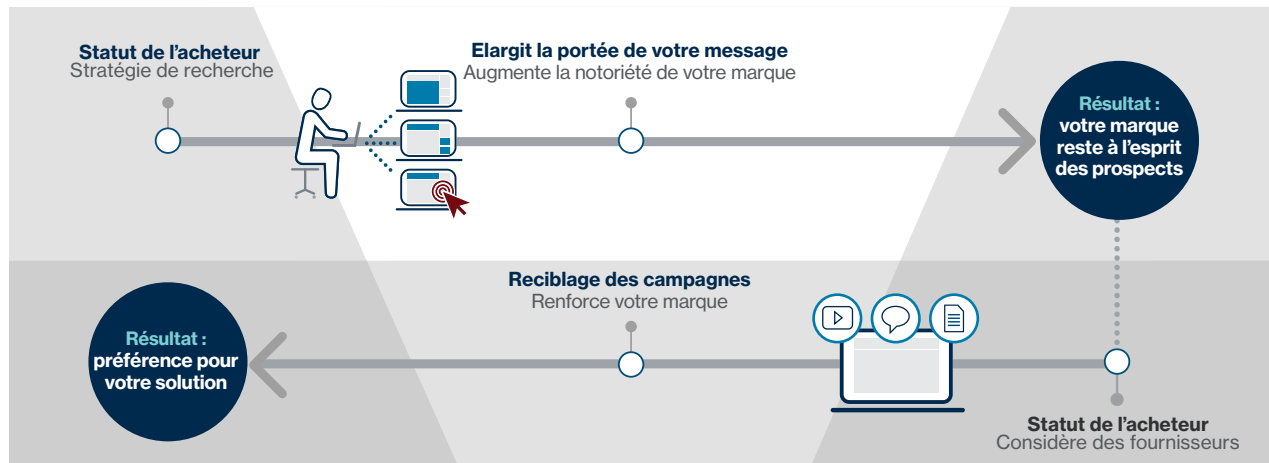 Statut de l’acheteur
Stratégie de recherche
Elargit la portée de votre message
Augmente la notoriété de votre marque
Résultat :
votre marque
reste à l’esprit
des prospects
Reciblage des campagnes
Renforce votre marque
Résultat :
préférence pour
votre solution
Statut de l’acheteur
Considère des fournisseurs